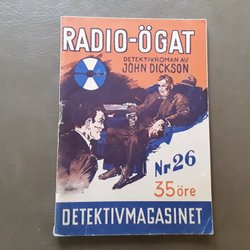 RADIO-ÖGAT
DETEKTIVROMAN AV
JOHN DICKSON
Nr 26
35 öre
DETEKTIVMAGASINET